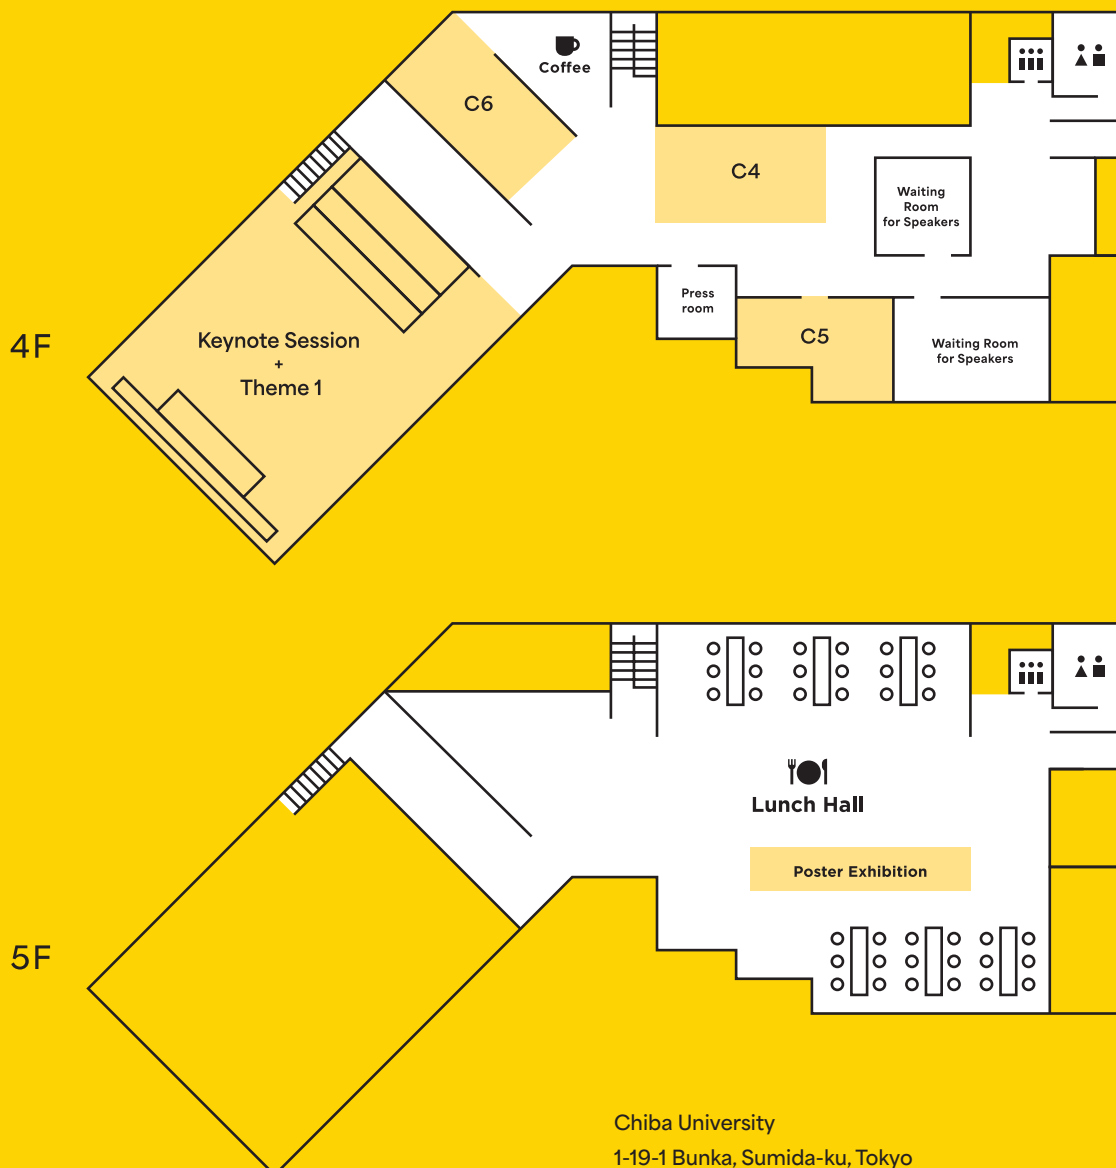 Coffee
C6
C4
Waiting
Room
for Speakers
Press
room
4F
Keynote Session
+
Theme 1
C5
Waiting Room
for Speakers
Lunch Hall
Poster Exhibition
5F
Chiba University
1-19-1 Bunka, Sumida-ku, Tokyo